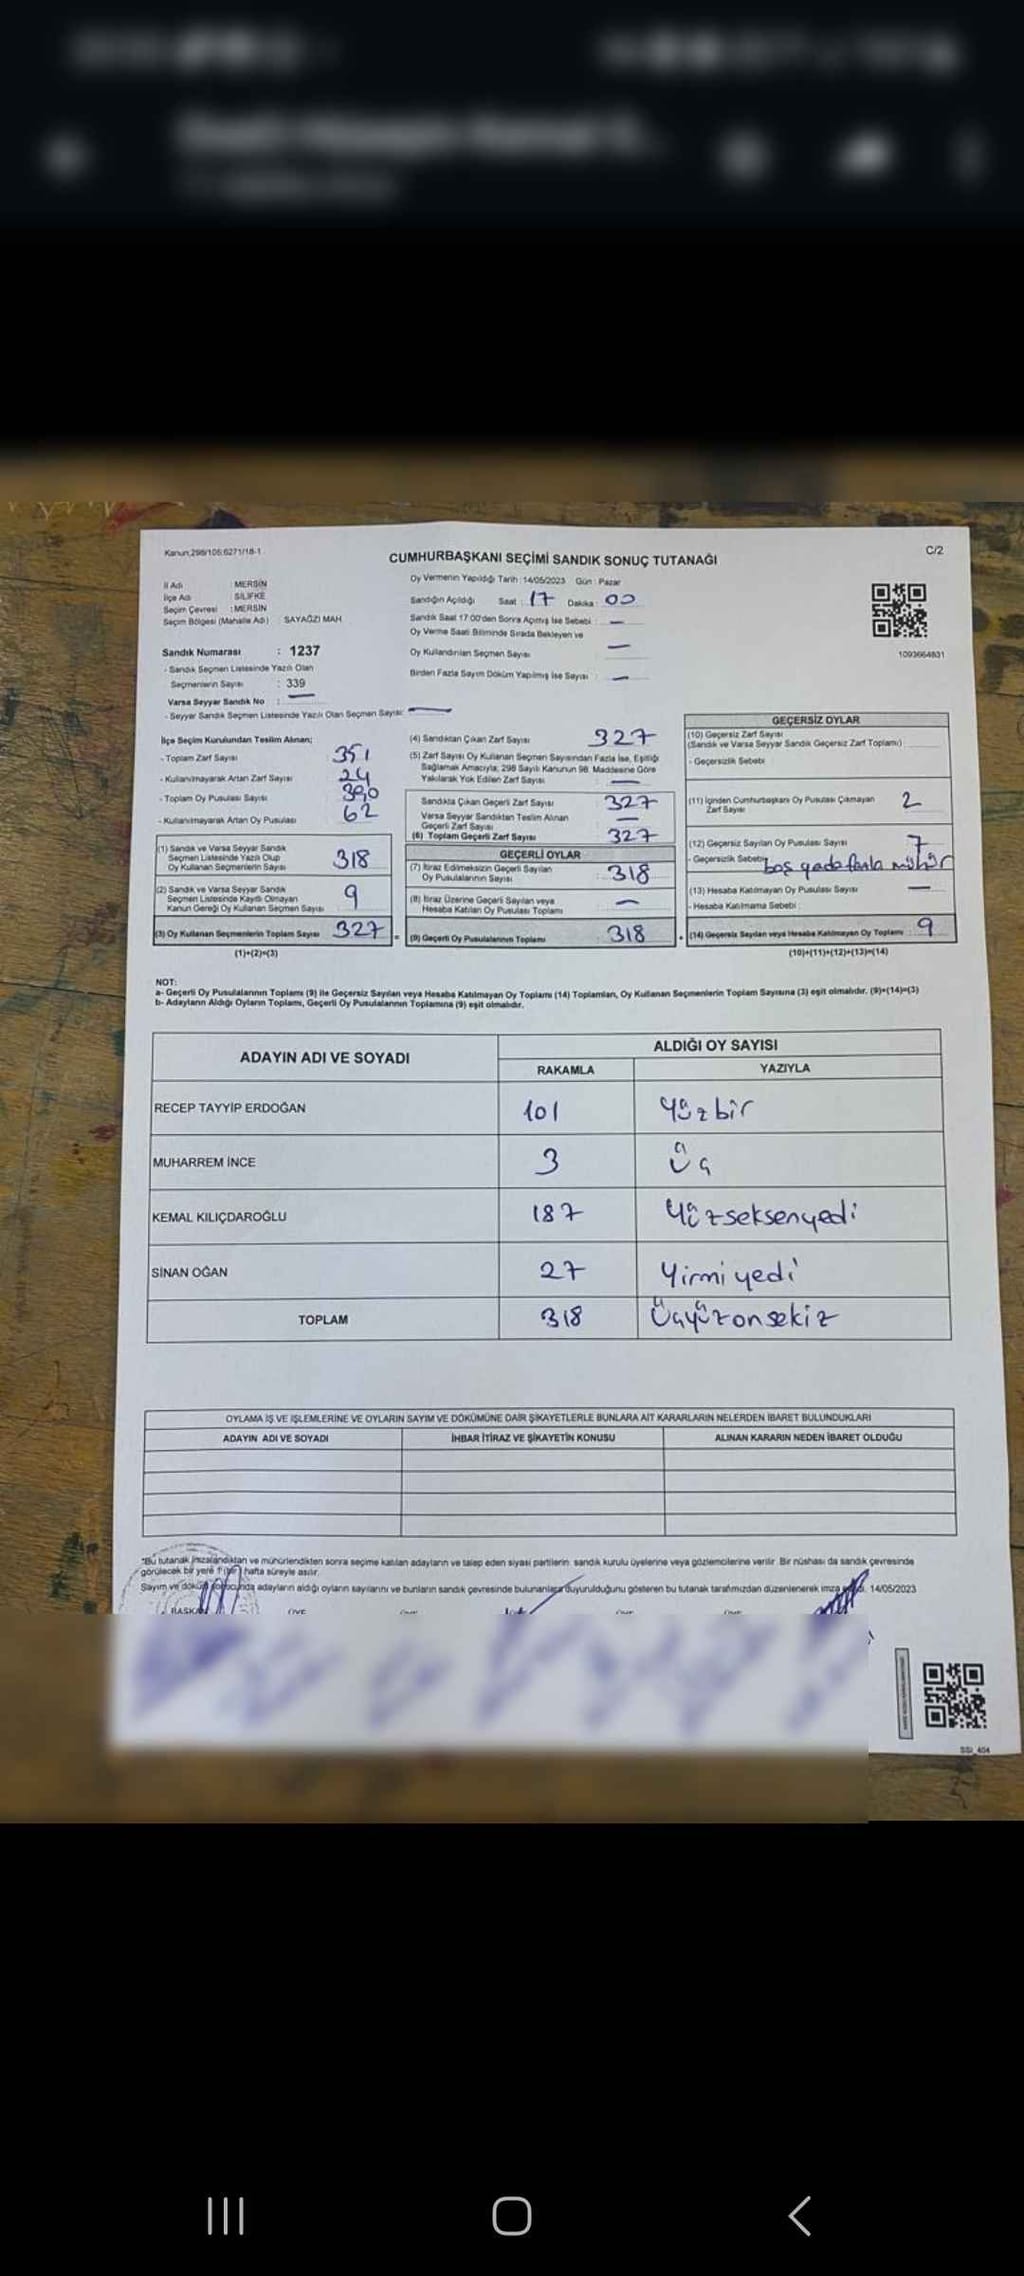 Kanun:298/105;6271/18-1
C/2
CUMHURBAŞKANI SEÇİMİ SANDIK SONUÇ TUTANAĞI
İl Adı : MERSİN
İlçe Adı : SİLİFKE
Seçim Çevresi : MERSİN
Seçim Bölgesi (Mahalle Adı) SAYAĞZI MAH.
Oy Vermenin Yapıldığı Tarih :14/05/2023 Gün : Pazar
Sandığın Açıldığı Saat : 17 Dakika : 00
Sandık Saat 17.00'den Sonra Açımış İse Sebebi : —
Oy Verme Saati Bitiminde Sırada Bekleyen ve
Oy Kullandırılan Seçmen Sayısı —
Birden Fazla Sayım Döküm Yapılmış İse Sayısı : —
1093664831
Sandık Numarası : 1237
- Sandık Seçmen Listesinde Yazılı Olan
Seçmenlerin Sayısı : 339
Varsa Seyyar Sandık No : —
- Seyyar Sandık Seçmen Listesinde Yazılı Olan Seçmen Sayısı: —
İlçe Seçim Kurulundan Teslim Alınan;
- Toplam Zarf Sayısı 351
- Kullanılmayarak Artan Zarf Sayısı 24
- Toplam Oy Pusulası Sayısı 390
- Kullanılmayarak Artan Oy Pusulası 62
(1) Sandık ve Varsa Seyyar Sandık
Seçmen Listesinde Yazılı Olup
Oy Kullanan Seçmenlerin Sayısı 318
(2) Sandık ve Varsa Seyyar Sandık
Seçmen Listesinde Kayıtlı Olmayan
Kanun Gereği Oy Kullanan Seçmen Sayısı 9
(3) Oy Kullanan Seçmenlerin Toplam Sayısı 327 =
(1)+(2)=(3)
(4) Sandıktan Çıkan Zarf Sayısı 327
(5) Zarf Sayısı Oy Kullanan Seçmen Sayısından Fazla İse, Eşitliği
Sağlamak Amacıyla; 298 Sayılı Kanunun 98. Maddesine Göre
Yakılarak Yok Edilen Zarf Sayısı —
Sandıkta Çıkan Geçerli Zarf Sayısı 327
Varsa Seyyar Sandıktan Teslim Alınan
Geçerli Zarf Sayısı —
(6) Toplam Geçerli Zarf Sayısı 327
GEÇERLİ OYLAR
(7) İtiraz Edilmeksizin Geçerli Sayılan
Oy Pusulalarının Sayısı : 318
(8) İtiraz Üzerine Geçerli Sayılan veya
Hesaba Katılan Oy Pusulası Toplamı —
(9) Geçerli Oy Pusulalarının Toplamı 318 +
GEÇERSİZ OYLAR
(10) Geçersiz Zarf Sayısı
(Sandık ve Varsa Seyyar Sandık Geçersiz Zarf Toplamı)
- Geçersizlik Sebebi
(11) İçinden Cumhurbaşkanı Oy Pusulası Çıkmayan
Zarf Sayısı 2
(12) Geçersiz Sayılan Oy Pusulası Sayısı 7
- Geçersizlik Sebebi boş yada fazla mühür
(13) Hesaba Katılmayan Oy Pusulası Sayısı —
- Hesaba Katılmama Sebebi :
(14) Geçersiz Sayılan veya Hesaba Katılmayan Oy Toplamı : 9
(10)+(11)+(12)+(13)=(14)
NOT:
a- Geçerli Oy Pusulalarının Toplamı (9) ile Geçersiz Sayılan veya Hesaba Katılmayan Oy Toplamı (14) Toplamları, Oy Kullanan Seçmenlerin Toplam Sayısına (3) eşit olmalıdır. (9)+(14)=(3)
b- Adayların Aldığı Oyların Toplamı, Geçerli Oy Pusulalarının Toplamına (9) eşit olmalıdır.
ADAYIN ADI VE SOYADI ALDIĞI OY SAYISI
RAKAMLA YAZIYLA
RECEP TAYYİP ERDOĞAN 101 Yüzbir
MUHARREM İNCE 3 Üç
KEMAL KILIÇDAROĞLU 187 Yüzseksenyedi
SİNAN OĞAN 27 Yirmiyedi
TOPLAM 318 Üçyüzonsekiz
OYLAMA İŞ VE İŞLEMLERİNE VE OYLARIN SAYIM VE DÖKÜMÜNE DAİR ŞİKAYETLERLE BUNLARA AİT KARARLARIN NELERDEN İBARET BULUNDUKLARI
ADAYIN ADI VE SOYADI İHBAR İTİRAZ VE ŞİKAYETİN KONUSU ALINAN KARARIN NEDEN İBARET OLDUĞU
*Bu tutanak imzalandıktan ve mühürlendikten sonra seçime katılan adayların ve talep eden siyasi partilerin sandık kurulu üyelerine veya gözlemcilerine verilir. Bir nüshası da sandık çevresinde
görülecek bir yere 1 (bir) hafta süreyle asılır.
Sayım ve döküm sonucunda adayların aldığı oyların sayılarını ve bunların sandık çevresinde bulunanlara duyurulduğunu gösteren bu tutanak tarafımızdan düzenlenerek imza 14/05/2023
BAŞKAN ÜYE